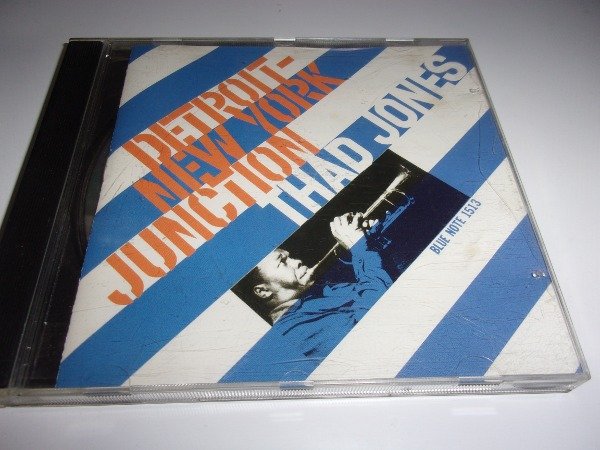 DETROIT-
NEW YORK
JUNCTION
THAD JONES
BLUE NOTE 1513